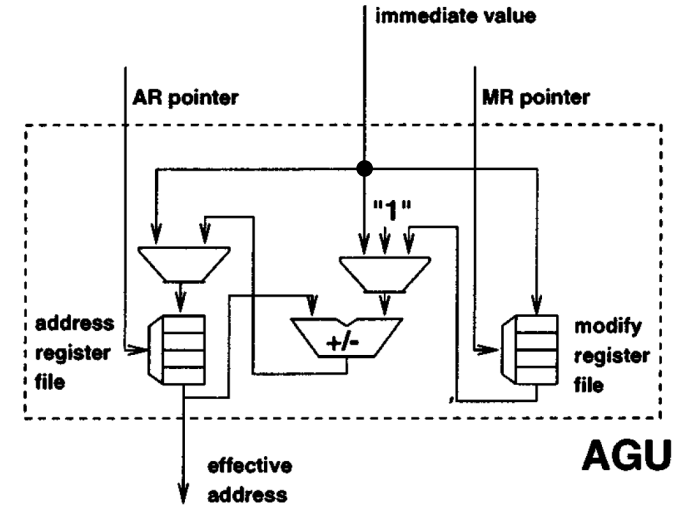 immediate value
AR pointer
MR pointer
"1"
address
register
file
+/-
modify
register
file
AGU
effective
address